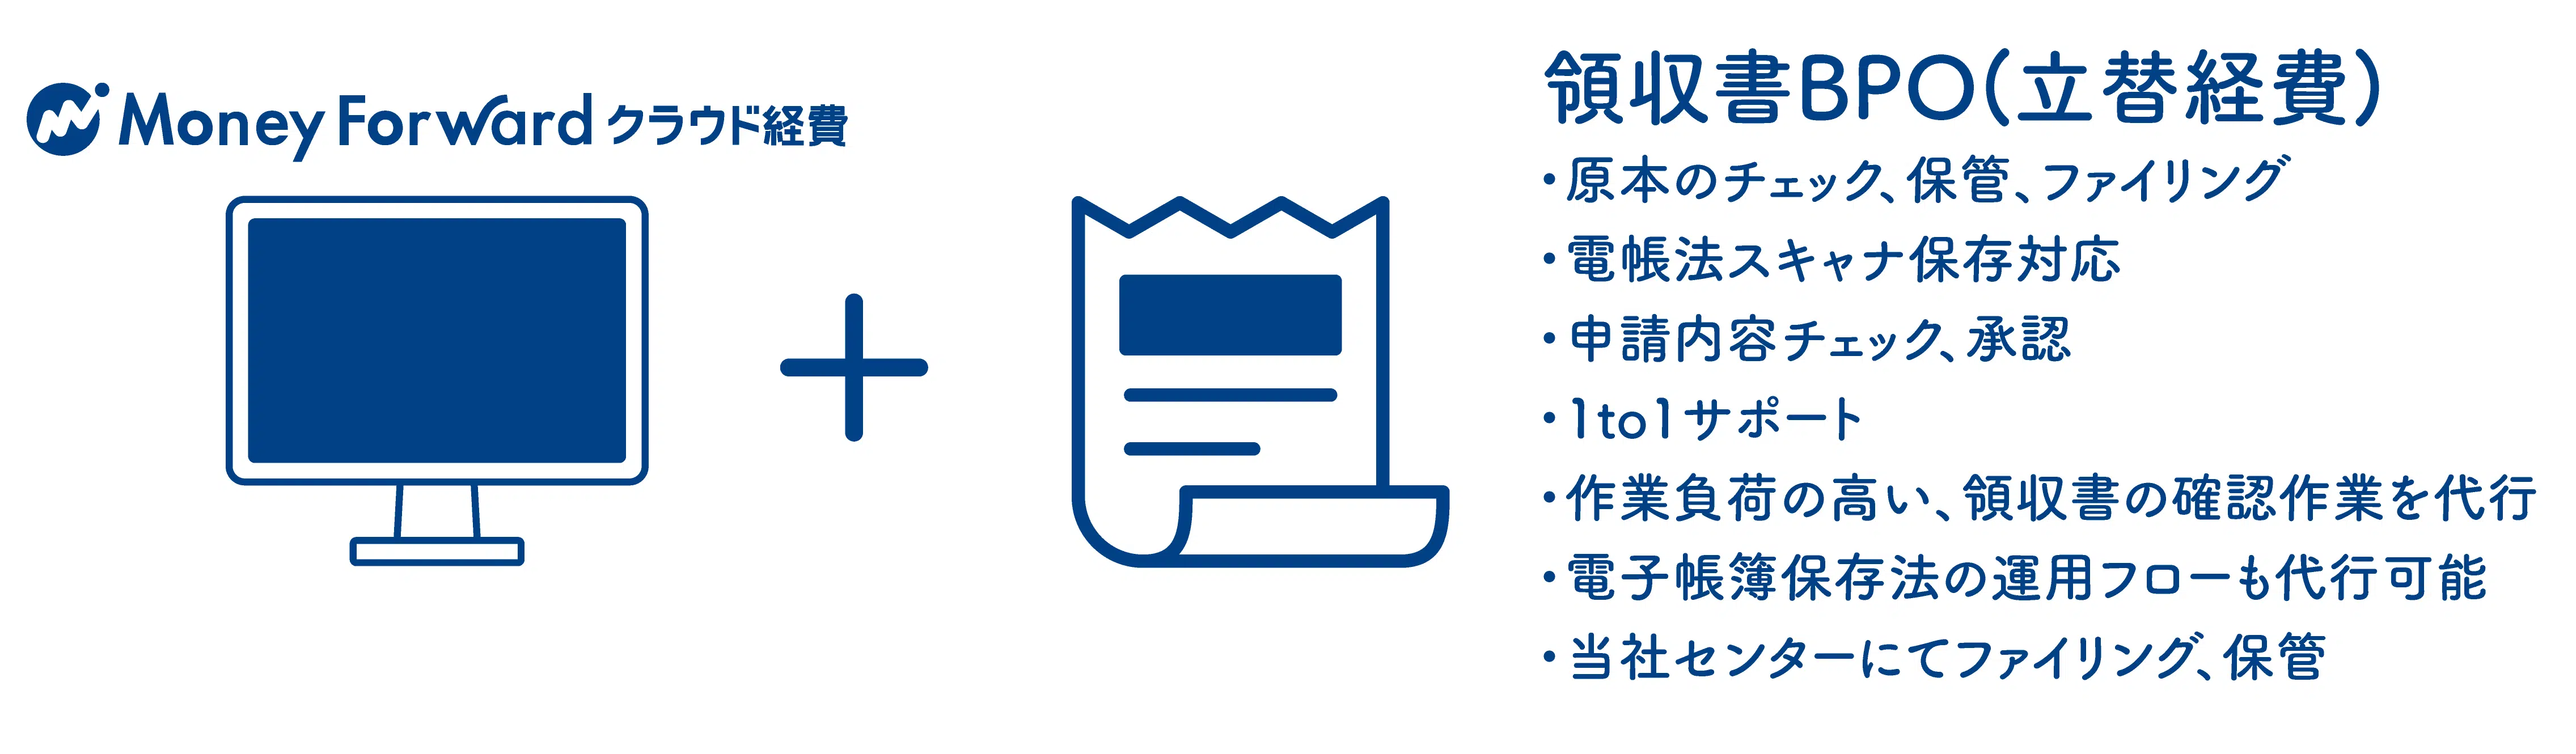 Money Forward クラウド経費
領収書BPO(立替経費)
・原本のチェック、保管、ファイリング
・電帳法スキャナ保存対応
・申請内容チェック、承認
・1to1サポート
・作業負荷の高い、領収書の確認作業を代行
・電子帳簿保存法の運用フローも代行可能
・当社センターにてファイリング、保管